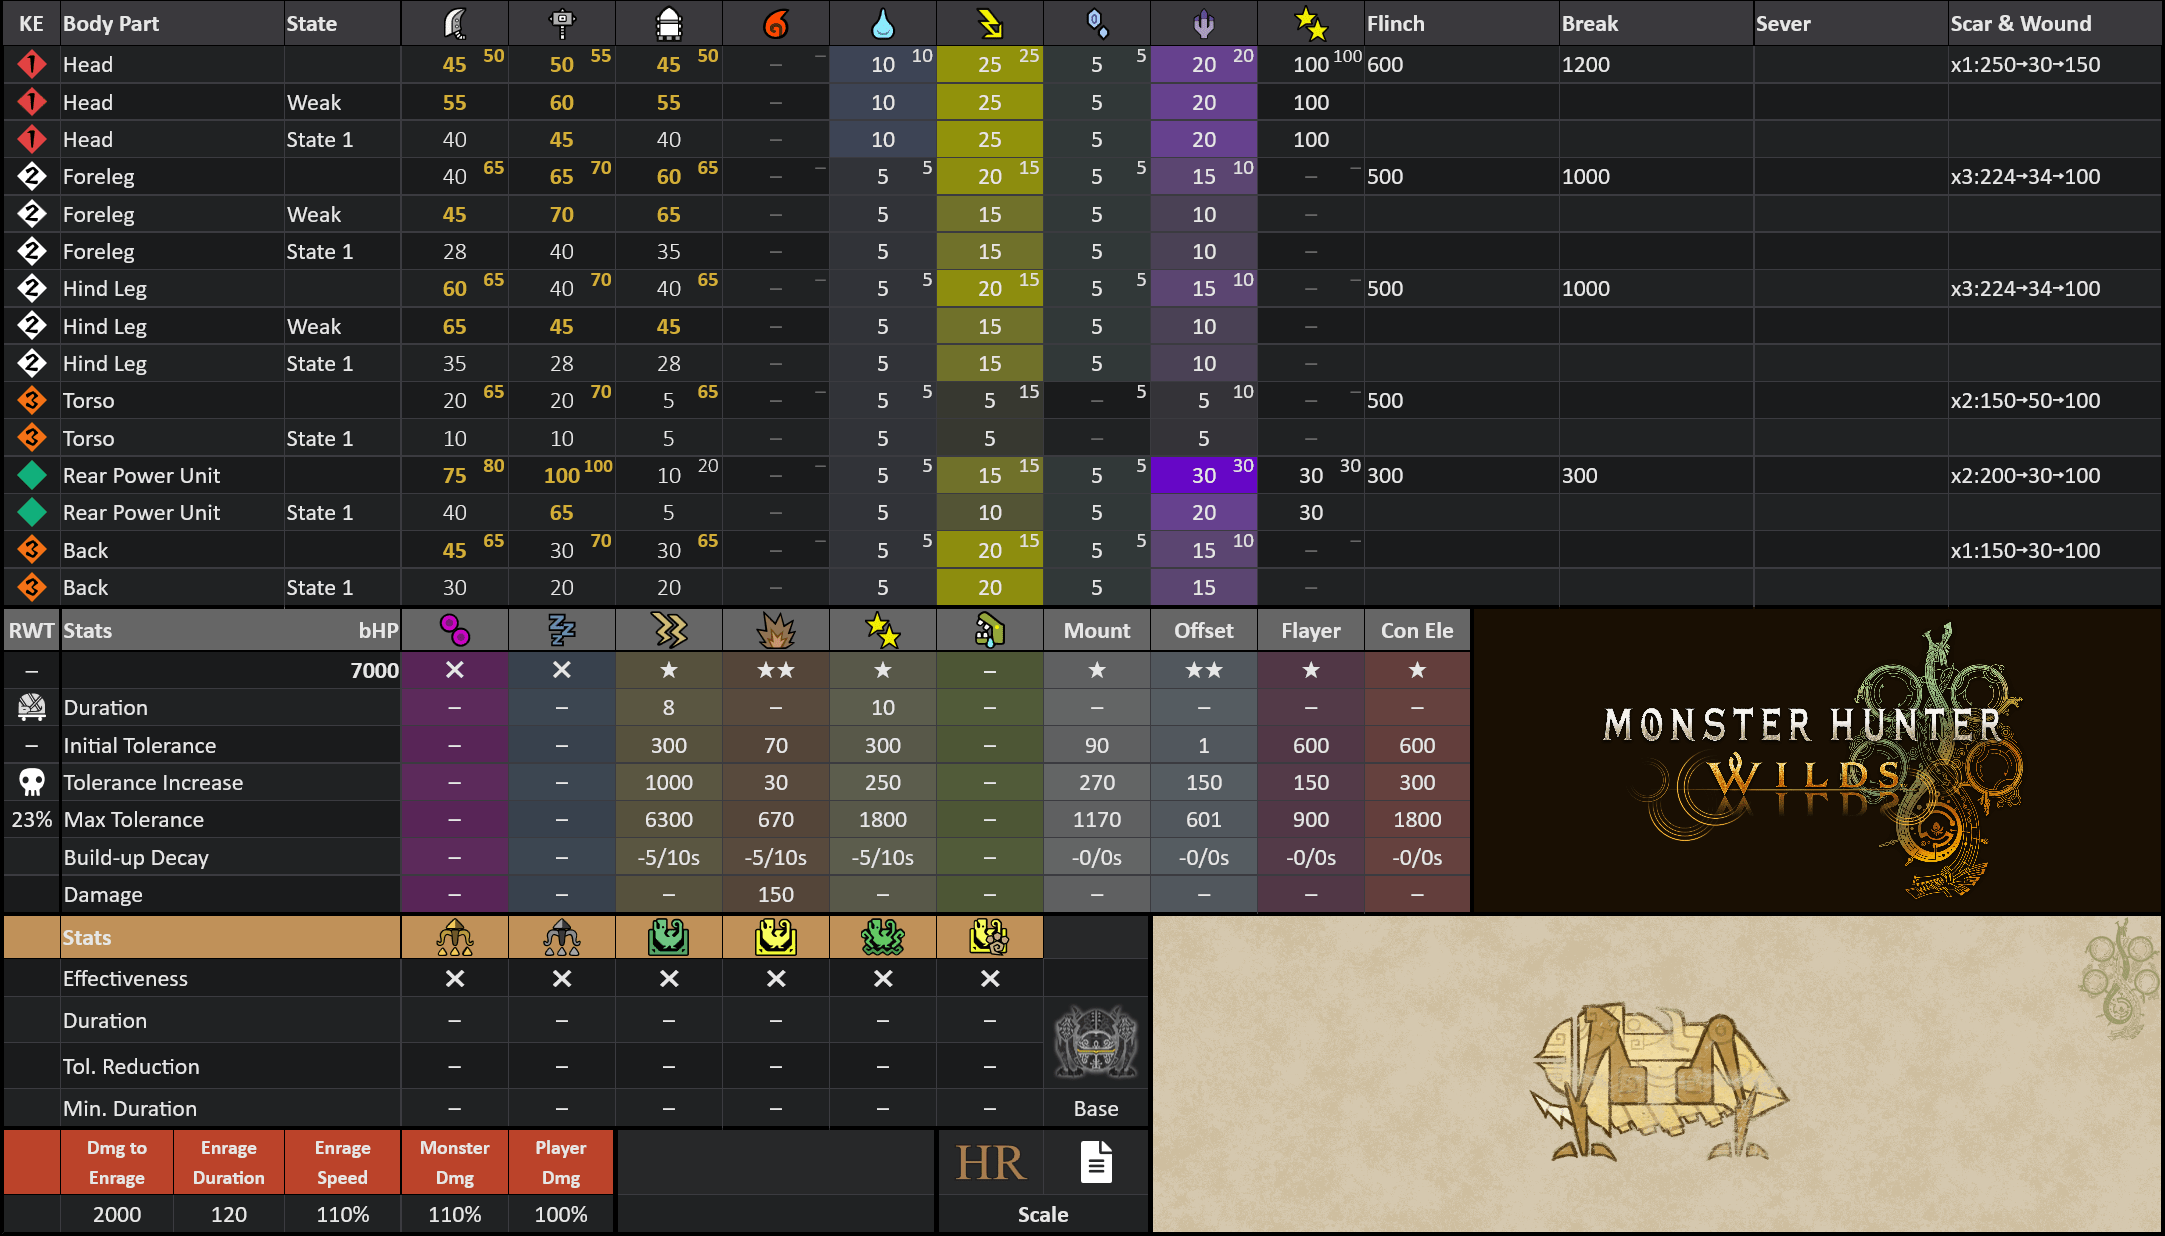 KE Body Part State Flinch Break Sever Scar & Wound
1 Head 45 50 50 55 45 50 – – 10 10 25 25 5 5 20 20 100 100 600 1200 x1:250→30→150
1 Head Weak 55 60 55 – 10 25 5 20 100
1 Head State 1 40 45 40 – 10 25 5 20 100
2 Foreleg 40 65 65 70 60 65 – – 5 5 20 15 5 5 15 10 – – 500 1000 x3:224→34→100
2 Foreleg Weak 45 70 65 – 5 15 5 10 –
2 Foreleg State 1 28 40 35 – 5 15 5 10 –
2 Hind Leg 60 65 40 70 40 65 – – 5 5 20 15 5 5 15 10 – – 500 1000 x3:224→34→100
2 Hind Leg Weak 65 45 45 – 5 15 5 10 –
2 Hind Leg State 1 35 28 28 – 5 15 5 10 –
3 Torso 20 65 20 70 5 65 – – 5 5 5 15 – 5 5 10 – – 500 x2:150→50→100
3 Torso State 1 10 10 5 – 5 5 – 5 –
Rear Power Unit 75 80 100 100 10 20 – – 5 5 15 15 5 5 30 30 30 30 300 300 x2:200→30→100
Rear Power Unit State 1 40 65 5 – 5 10 5 20 30
3 Back 45 65 30 70 30 65 – – 5 5 20 15 5 5 15 10 – – x1:150→30→100
3 Back State 1 30 20 20 – 5 20 5 15 –
RWT Stats bHP Mount Offset Flayer Con Ele
– 7000 ✕ ✕ ★ ★★ ★ – ★ ★★ ★ ★
Duration – – 8 – 10 – – – – –
– Initial Tolerance – – 300 70 300 – 90 1 600 600
Tolerance Increase – – 1000 30 250 – 270 150 150 300
23% Max Tolerance – – 6300 670 1800 – 1170 601 900 1800
Build-up Decay – – -5/10s -5/10s -5/10s – -0/0s -0/0s -0/0s -0/0s
Damage – – – 150 – – – – – –
MONSTER HUNTER
WILDS
Stats
Effectiveness ✕ ✕ ✕ ✕ ✕ ✕
Duration – – – – – –
Tol. Reduction – – – – – –
Min. Duration – – – – – – Base
Dmg to Enrage Enrage Monster Player
Enrage Duration Speed Dmg Dmg
HR
2000 120 110% 110% 100% Scale